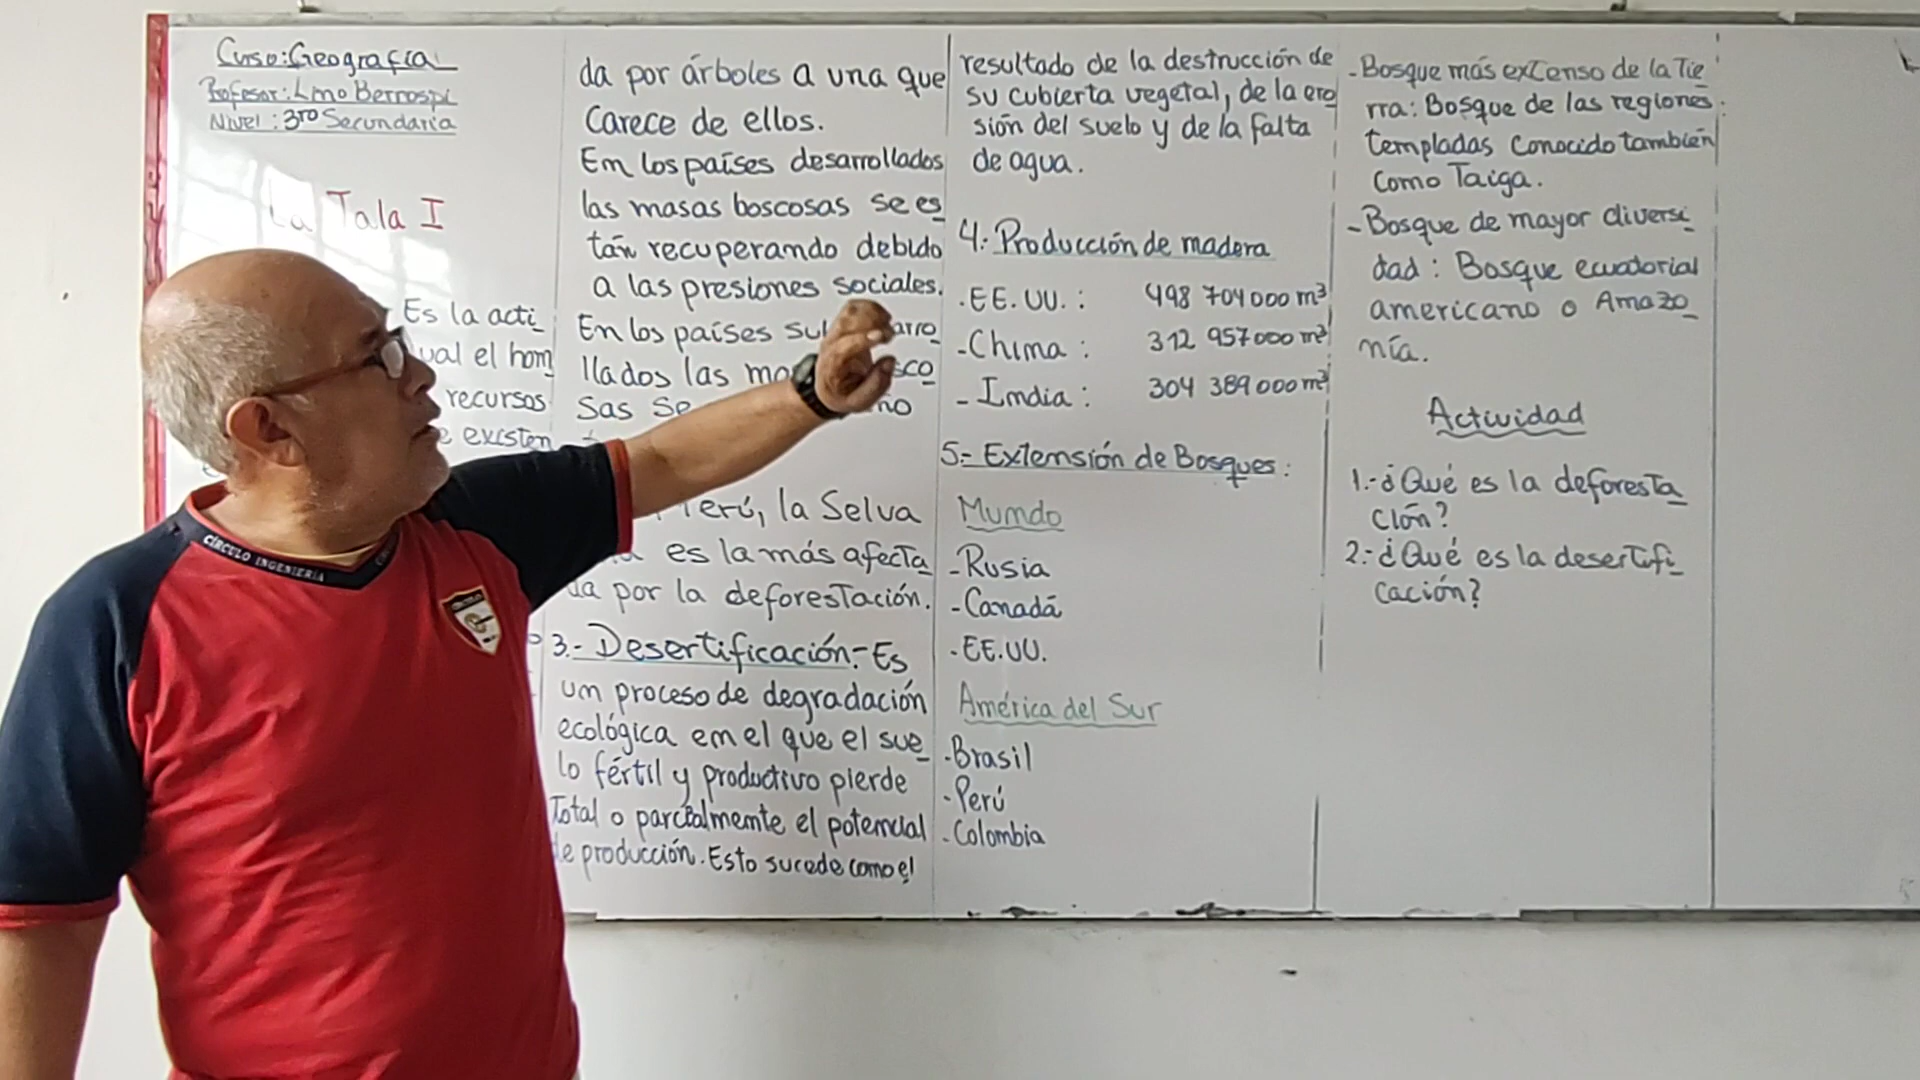 Curso: Geografía
Profesor: Lino Berrospi
Nivel: 3ro Secundaria
La Tala I
Es la acti
ual el hom
recursos
existen
da por árboles a una que
carece de ellos.
En los países desarrollados
las masas boscosas se es
tán recuperando debido
a las presiones sociales.
En los países su arro
llados las ma sco
sas se no
Perú, la Selva
es la más afecta
da por la deforestación.
3.- Desertificación.- Es
un proceso de degradación
ecológica en el que el sue
lo fértil y productivo pierde
Total o parcialmente el potencial
de producción. Esto sucede como el
resultado de la destrucción de
su cubierta vegetal, de la ero
sión del suelo y de la falta
de agua.
4.- Producción de madera
- EE.UU. : 498 704 000 m³
- China : 312 957 000 m³
- India : 304 389 000 m³
5.- Extensión de Bosques:
Mundo
- Rusia
- Canadá
- EE.UU.
América del Sur
- Brasil
- Perú
- Colombia
- Bosque más extenso de la Tie
rra: Bosque de las regiones
templadas conocido también
como Taiga.
- Bosque de mayor diversi
dad: Bosque ecuatorial
americano o Amazo
nía.
Actividad
1.- ¿Qué es la deforesta
ción?
2.- ¿Qué es la desertifi
cación?
CÍRCULO INGENIERÍA